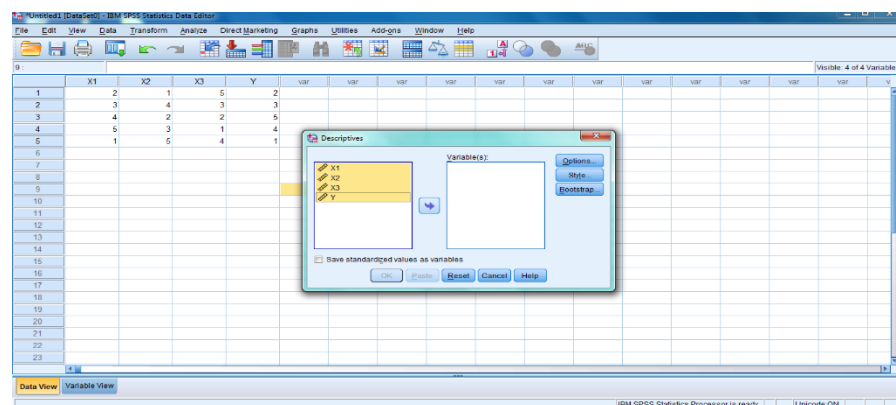 *Untitled1 [DataSet0] - IBM SPSS Statistics Data Editor
File Edit View Data Transform Analyze Direct Marketing Graphs Utilities Add-ons Window Help
9 : Visible: 4 of 4 Variable
X1 X2 X3 Y var var var var var var var var var var
1 2 1 5 2
2 3 4 3 3
3 4 2 2 5
4 5 3 1 4
5 1 5 4 1
6
7
8
9
10
11
12
13
14
15
16
17
18
19
20
21
22
23
Descriptives
Variable(s):
X1
X2
X3
Y
Options...
Style...
Bootstrap...
Save standardized values as variables
OK Paste Reset Cancel Help
Data View Variable View
IBM SPSS Statistics Processor is ready Unicode:ON